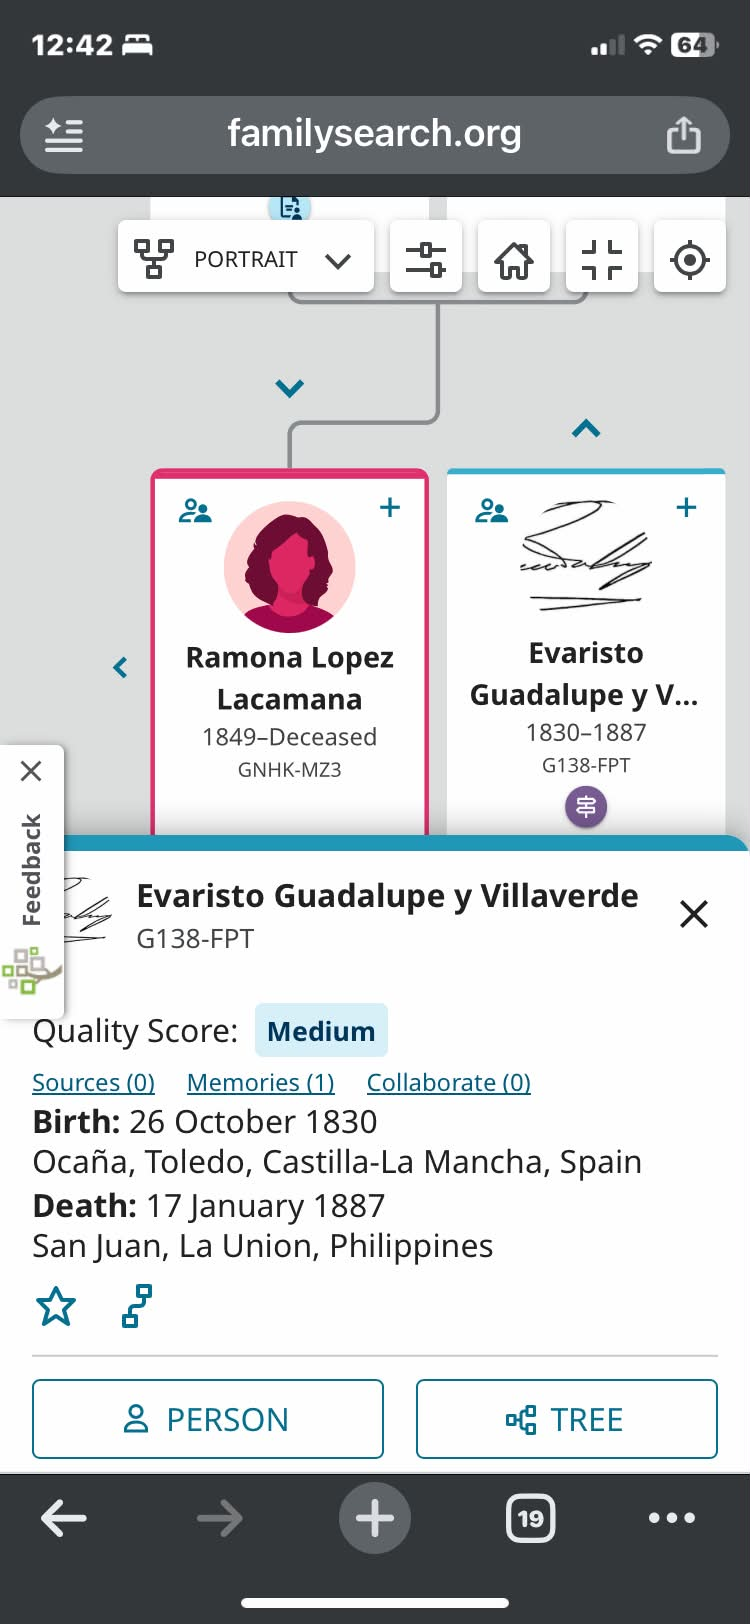 12:42
64
familysearch.org
PORTRAIT
Ramona Lopez
Lacamana
1849–Deceased
GNHK-MZ3
Evaristo
Guadalupe y V...
1830–1887
G138-FPT
Feedback
Evaristo Guadalupe y Villaverde
G138-FPT
Quality Score: Medium
Sources (0) Memories (1) Collaborate (0)
Birth: 26 October 1830
Ocaña, Toledo, Castilla-La Mancha, Spain
Death: 17 January 1887
San Juan, La Union, Philippines
PERSON
TREE
19